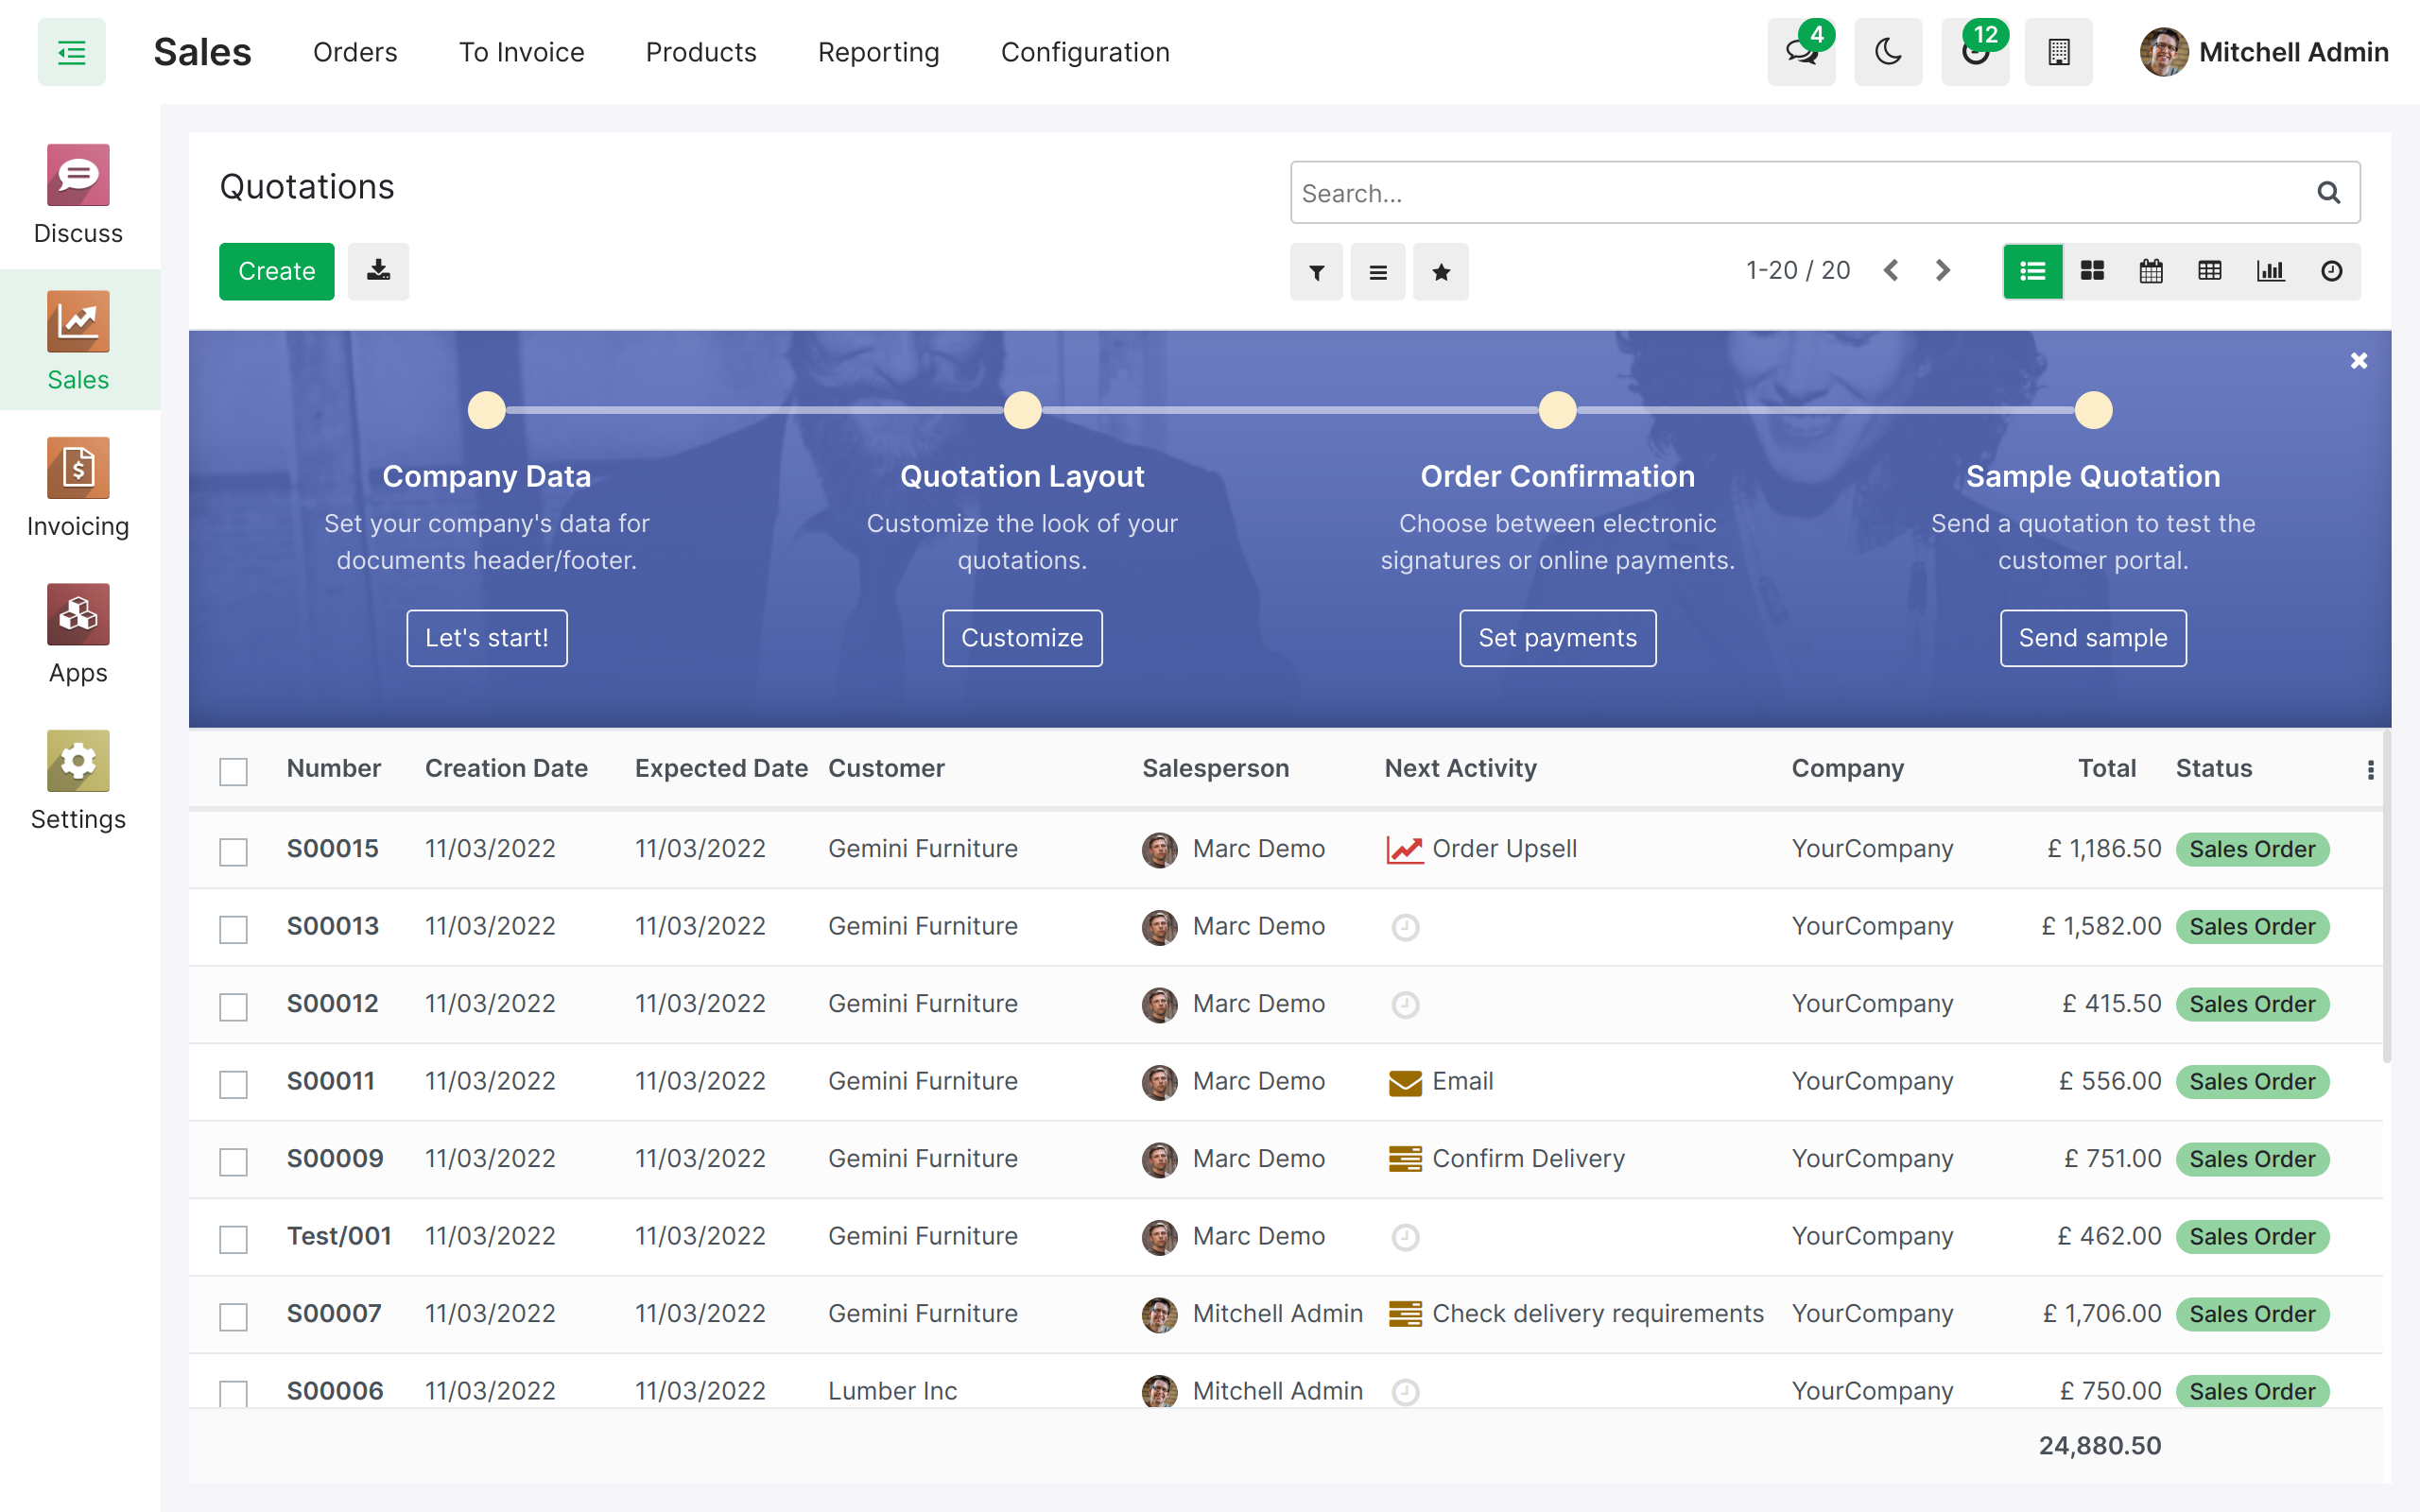 Sales Orders To Invoice Products Reporting Configuration 4 12 Mitchell Admin
Discuss
Sales
Invoicing
Apps
Settings
Quotations
Search...
Create
1-20 / 20
Company Data
Set your company's data for
documents header/footer.
Let's start!
Quotation Layout
Customize the look of your
quotations.
Customize
Order Confirmation
Choose between electronic
signatures or online payments.
Set payments
Sample Quotation
Send a quotation to test the
customer portal.
Send sample
Number Creation Date Expected Date Customer Salesperson Next Activity Company Total Status
S00015 11/03/2022 11/03/2022 Gemini Furniture Marc Demo Order Upsell YourCompany £ 1,186.50 Sales Order
S00013 11/03/2022 11/03/2022 Gemini Furniture Marc Demo YourCompany £ 1,582.00 Sales Order
S00012 11/03/2022 11/03/2022 Gemini Furniture Marc Demo YourCompany £ 415.50 Sales Order
S00011 11/03/2022 11/03/2022 Gemini Furniture Marc Demo Email YourCompany £ 556.00 Sales Order
S00009 11/03/2022 11/03/2022 Gemini Furniture Marc Demo Confirm Delivery YourCompany £ 751.00 Sales Order
Test/001 11/03/2022 11/03/2022 Gemini Furniture Marc Demo YourCompany £ 462.00 Sales Order
S00007 11/03/2022 11/03/2022 Gemini Furniture Mitchell Admin Check delivery requirements YourCompany £ 1,706.00 Sales Order
S00006 11/03/2022 11/03/2022 Lumber Inc Mitchell Admin YourCompany £ 750.00 Sales Order
24,880.50